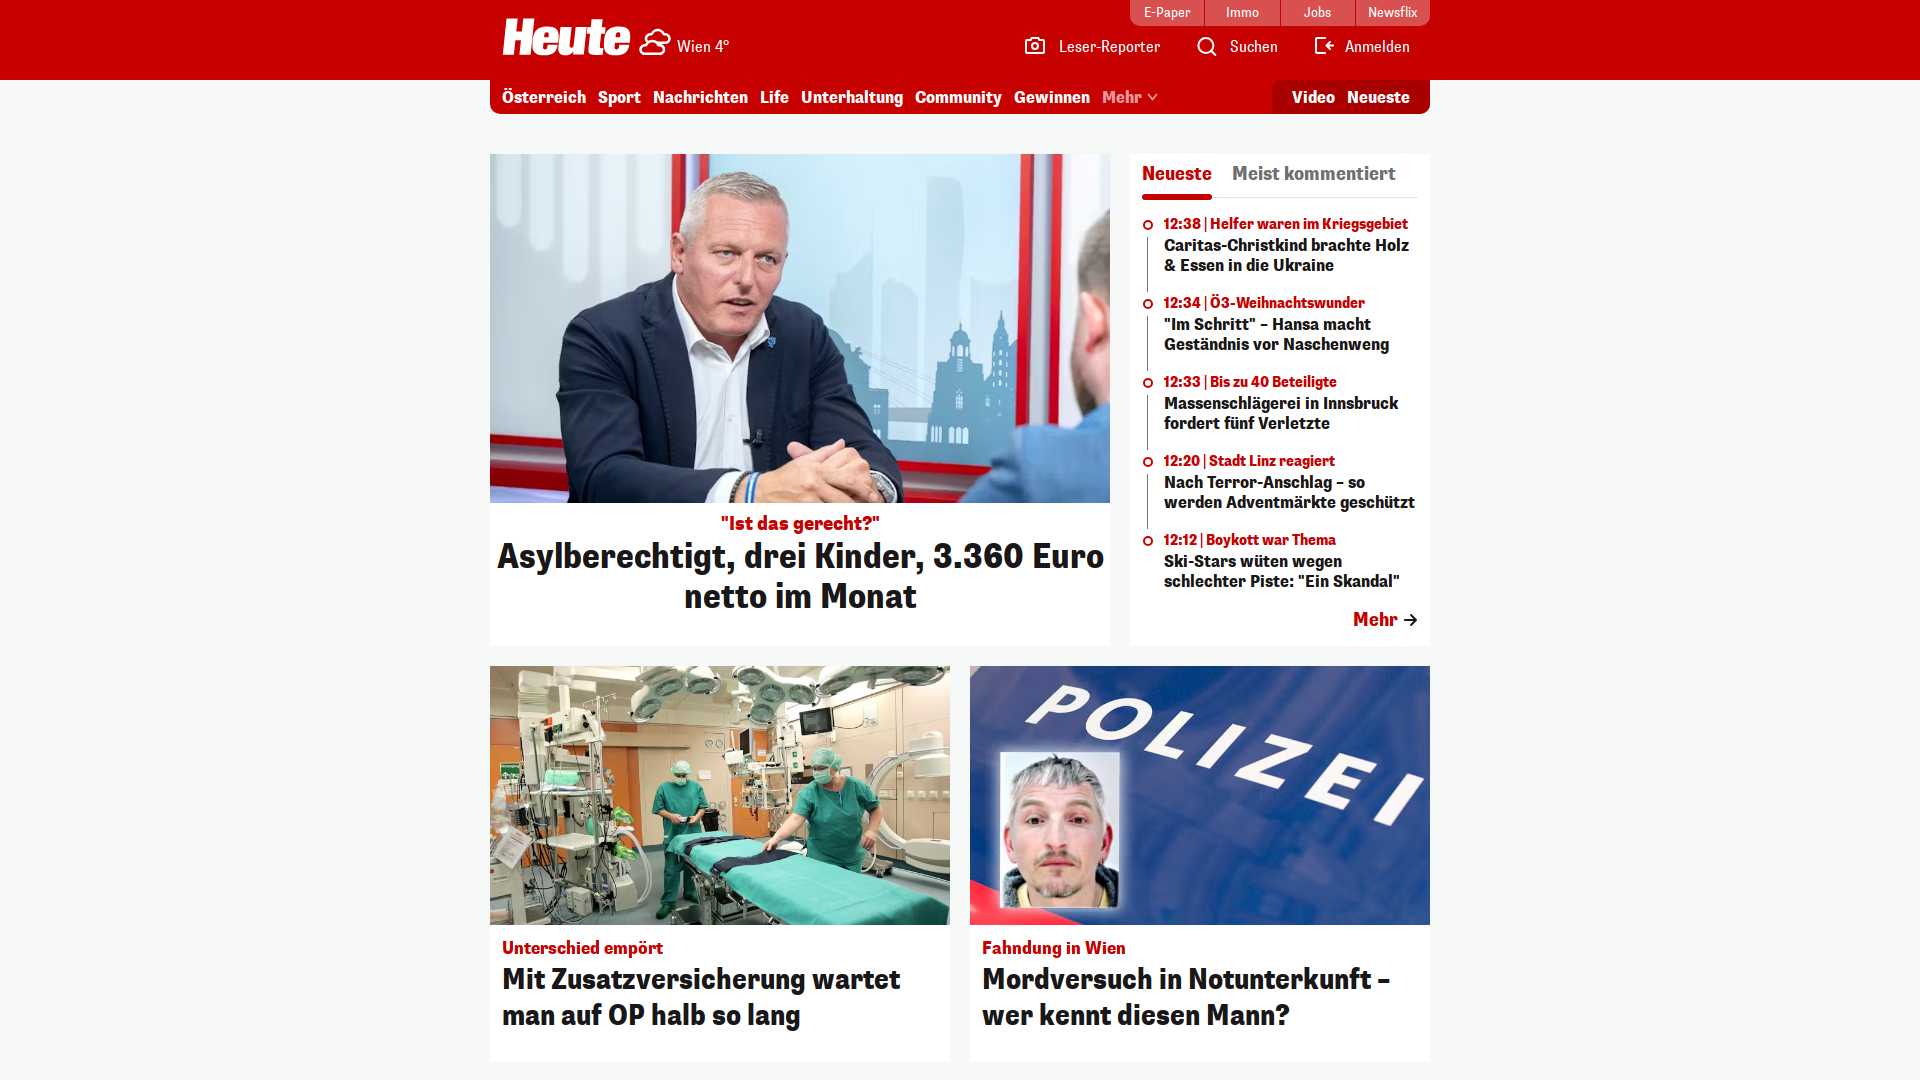 E-Paper
Immo
Jobs
Newsflix
Heute
Wien 4°
Leser-Reporter
Suchen
Anmelden
Österreich
Sport
Nachrichten
Life
Unterhaltung
Community
Gewinnen
Mehr
Video
Neueste
"Ist das gerecht?"
Asylberechtigt, drei Kinder, 3.360 Euro
netto im Monat
Neueste
Meist kommentiert
12:38 | Helfer waren im Kriegsgebiet
Caritas-Christkind brachte Holz
& Essen in die Ukraine
12:34 | Ö3-Weihnachtswunder
"Im Schritt" – Hansa macht
Geständnis vor Naschenweng
12:33 | Bis zu 40 Beteiligte
Massenschlägerei in Innsbruck
fordert fünf Verletzte
12:20 | Stadt Linz reagiert
Nach Terror-Anschlag – so
werden Adventmärkte geschützt
12:12 | Boykott war Thema
Ski-Stars wüten wegen
schlechter Piste: "Ein Skandal"
Mehr
Unterschied empört
Mit Zusatzversicherung wartet
man auf OP halb so lang
POLIZEI
Fahndung in Wien
Mordversuch in Notunterkunft –
wer kennt diesen Mann?